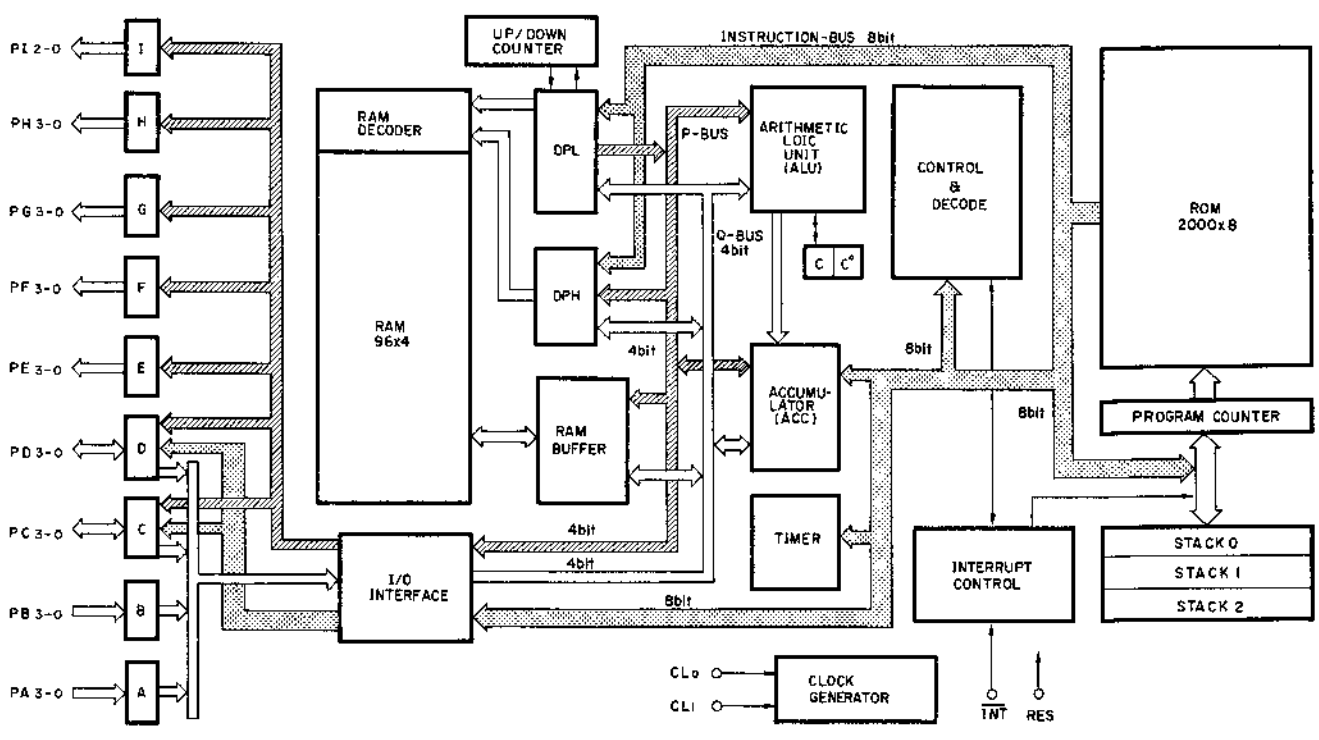 PI 2-0
I
PH 3-0
H
PG 3-0
G
PF 3-0
F
PE 3-0
E
PD 3-0
D
PC 3-0
C
PB 3-0
B
PA 3-0
A
UP/DOWN
COUNTER
RAM
DECODER
RAM
96x4
DPL
DPH
4bit
RAM
BUFFER
4bit
4bit
8bit
I/O
INTERFACE
INSTRUCTION-BUS 8bit
P-BUS
ARITHMETIC
LOIC
UNIT
(ALU)
Q-BUS
4bit
C
C°
CONTROL
&
DECODE
ACCUMU-
LATOR
(ACC)
8bit
8bit
TIMER
INTERRUPT
CONTROL
ROM
2000x8
PROGRAM COUNTER
STACK 0
STACK 1
STACK 2
CL0
CL1
CLOCK
GENERATOR
INT
RES